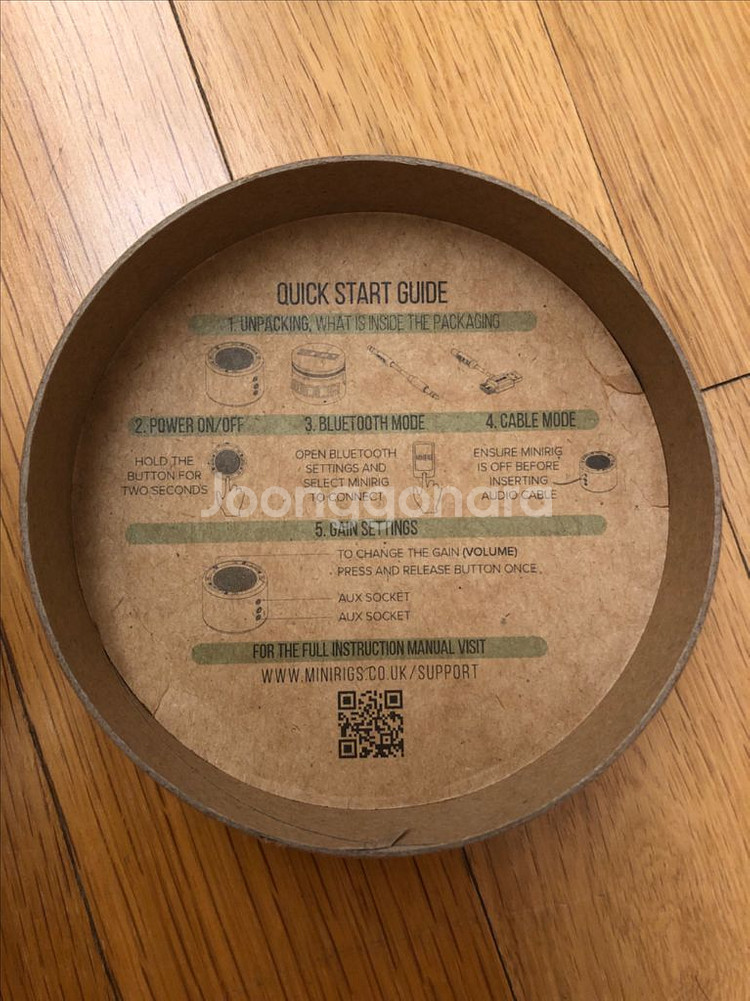 QUICK START GUIDE
1. UNPACKING, WHAT IS INSIDE THE PACKAGING
2. POWER ON/OFF
HOLD THE
BUTTON FOR
TWO SECONDS
3. BLUETOOTH MODE
OPEN BLUETOOTH
SETTINGS AND
SELECT MINIRIG
TO CONNECT
4. CABLE MODE
ENSURE MINIRIG
IS OFF BEFORE
INSERTING
AUDIO CABLE
Joonggonara
5. GAIN SETTINGS
TO CHANGE THE GAIN (VOLUME)
PRESS AND RELEASE BUTTON ONCE.
AUX SOCKET
AUX SOCKET
FOR THE FULL INSTRUCTION MANUAL VISIT
WWW.MINIRIGS.CO.UK/SUPPORT